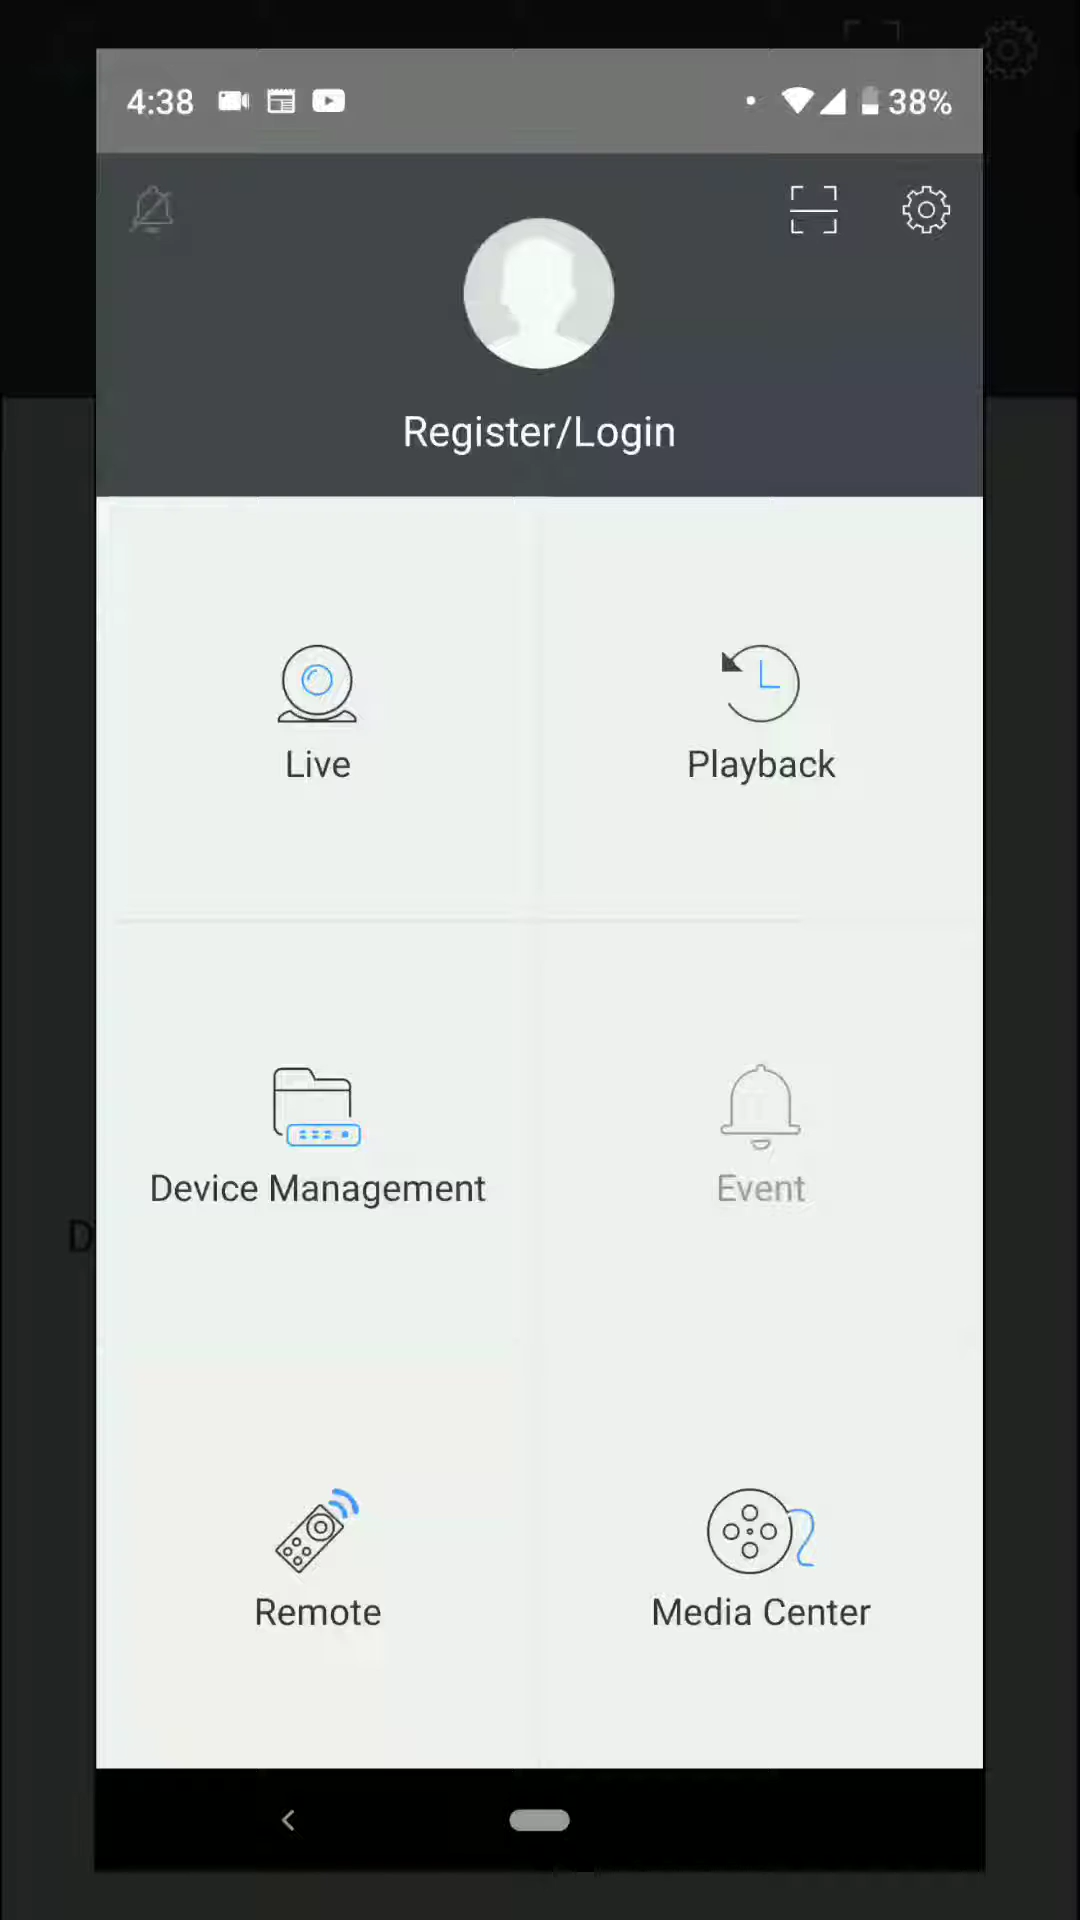 4:38 38%
Register/Login
Live Playback
Device Management Event
Remote Media Center